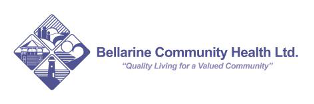 Bellarine Community Health Ltd.
"Quality Living for a Valued Community"